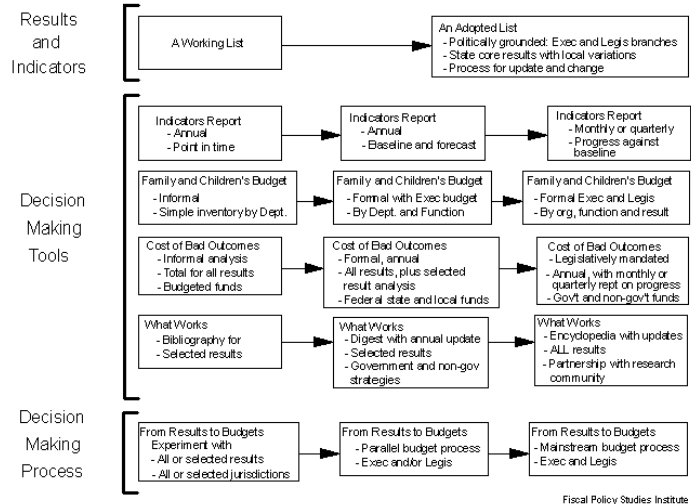 Results
and
Indicators
A Working List
An Adopted List
- Politically grounded: Exec and Legis branches
- State core results with local variations
- Process for update and change
Decision
Making
Tools
Indicators Report
- Annual
- Point in time
Indicators Report
- Annual
- Baseline and forecast
Indicators Report
- Monthly or quarterly
- Progress against
baseline
Family and Children's Budget
- Informal
- Simple inventory by Dept.
Family and Children's Budget
- Formal with Exec budget
- By Dept. and Function
Family and Children's Budget
- Formal Exec and Legis
- By org, function and result
Cost of Bad Outcomes
- Informal analysis
- Total for all results
- Budgeted funds
Cost of Bad Outcomes
- Formal, annual
- All results, plus selected
result analysis
- Federal state and local funds
Cost of Bad Outcomes
- Legislatively mandated
- Annual, with monthly or
quarterly rept on progress
- Gov't and non-gov't funds
What Works
- Bibliography for
- Selected results
What Works
- Digest with annual update
- Selected results
- Government and non-gov
strategies
What Works
- Encyclopedia with updates
- ALL results
- Partnership with research
community
Decision
Making
Process
From Results to Budgets
Experiment with
- All or selected results
- All or selected jurisdictions
From Results to Budgets
- Parallel budget process
- Exec and/or Legis
From Results to Budgets
- Mainstream budget process
- Exec and Legis
Fiscal Policy Studies Institute